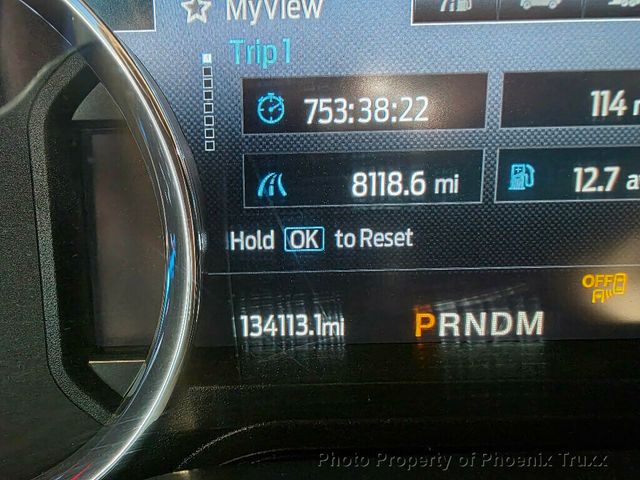 MyView
Trip 1
753:38:22
114
8118.6 mi
12.7
Hold OK to Reset
OFF
134113.1mi
PRNDM
Photo Property of Phoenix Truxx